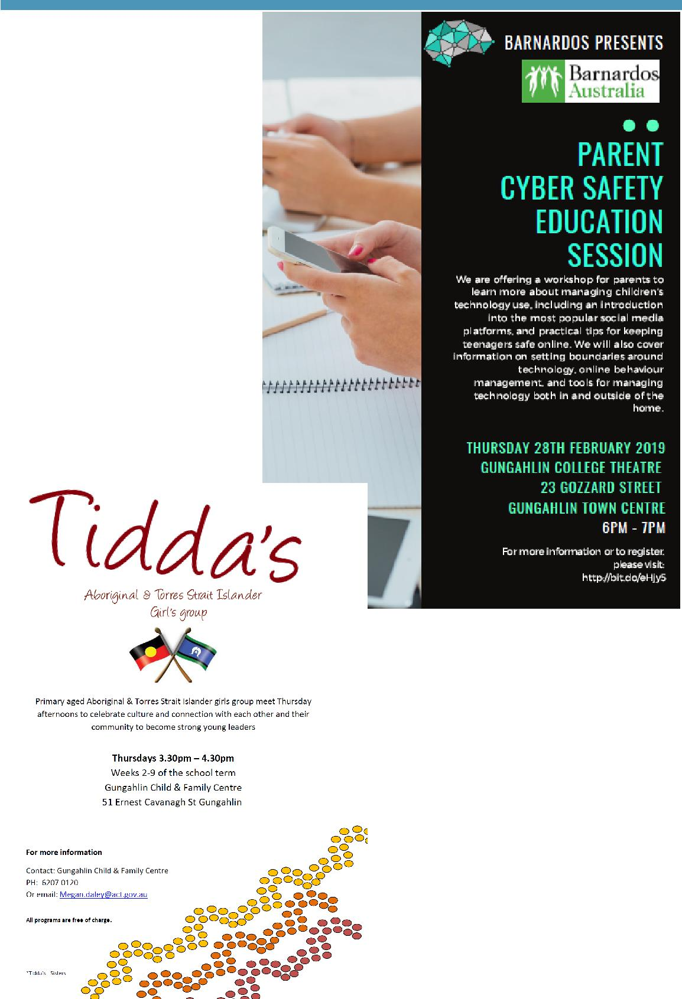 BARNARDOS PRESENTS
Barnardos
Australia
PARENT
CYBER SAFETY
EDUCATION
SESSION
We are offering a workshop for parents to
learn more about managing children's
technology use, including an introduction
into the most popular social media
platforms, and practical tips for keeping
teenagers safe online. We will also cover
information on setting boundaries around
technology, online behaviour
management, and tools for managing
technology both in and outside of the
home.
THURSDAY 28TH FEBRUARY 2019
GUNGAHLIN COLLEGE THEATRE
23 GOZZARD STREET
GUNGAHLIN TOWN CENTRE
6PM - 7PM
For more information or to register,
please visit:
http://bit.do/eHjy5
Tidda's
Aboriginal & Torres Strait Islander
Girl's group
Primary aged Aboriginal & Torres Strait Islander girls group meet Thursday
afternoons to celebrate culture and connection with each other and their
community to become strong young leaders
Thursdays 3.30pm – 4.30pm
Weeks 2-9 of the school term
Gungahlin Child & Family Centre
51 Ernest Cavanagh St Gungahlin
For more information
Contact: Gungahlin Child & Family Centre
PH: 6207 0120
Or email: Megan.daley@act.gov.au
All programs are free of charge.
*Tidda's Sisters